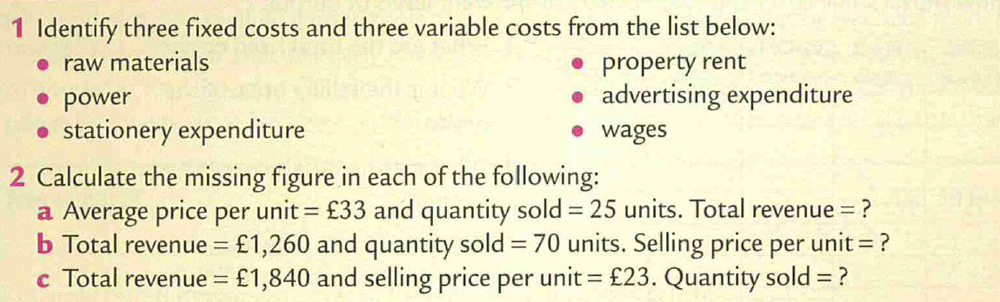 1 Identify three fixed costs and three variable costs from the list below:
• raw materials
• power
• stationery expenditure
• property rent
• advertising expenditure
• wages
2 Calculate the missing figure in each of the following:
a Average price per unit = £33 and quantity sold = 25 units. Total revenue = ?
b Total revenue = £1,260 and quantity sold = 70 units. Selling price per unit = ?
c Total revenue = £1,840 and selling price per unit = £23. Quantity sold = ?